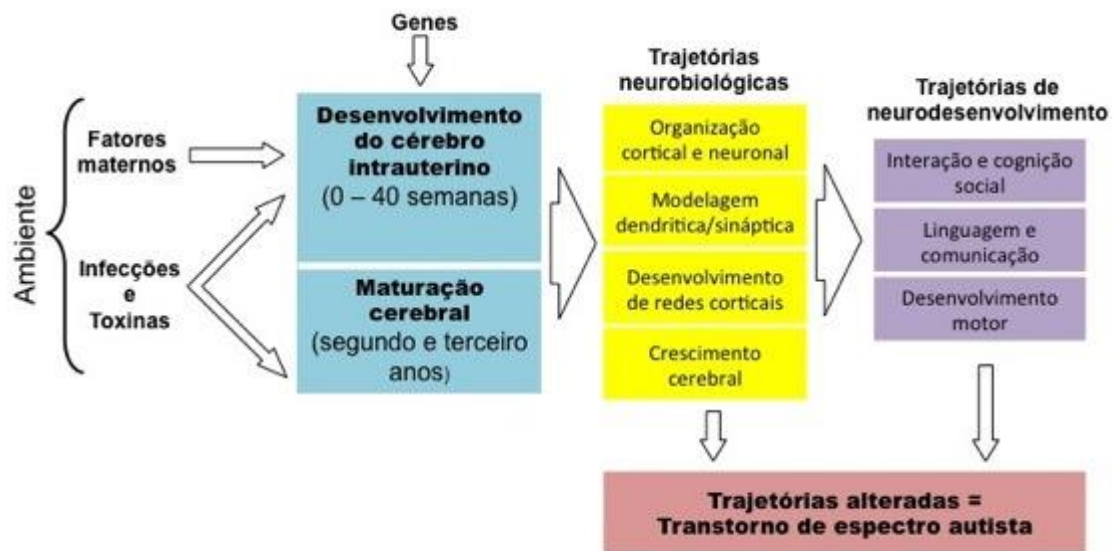 Genes
Ambiente
Fatores
maternos
Infecções
e
Toxinas
Desenvolvimento
do cérebro
intrauterino
(0 – 40 semanas)
Maturação
cerebral
(segundo e terceiro
anos)
Trajetórias
neurobiológicas
Organização
cortical e neuronal
Modelagem
dendritica/sináptica
Desenvolvimento
de redes corticais
Crescimento
cerebral
Trajetórias de
neurodesenvolvimento
Interação e cognição
social
Linguagem e
comunicação
Desenvolvimento
motor
Trajetórias alteradas =
Transtorno de espectro autista